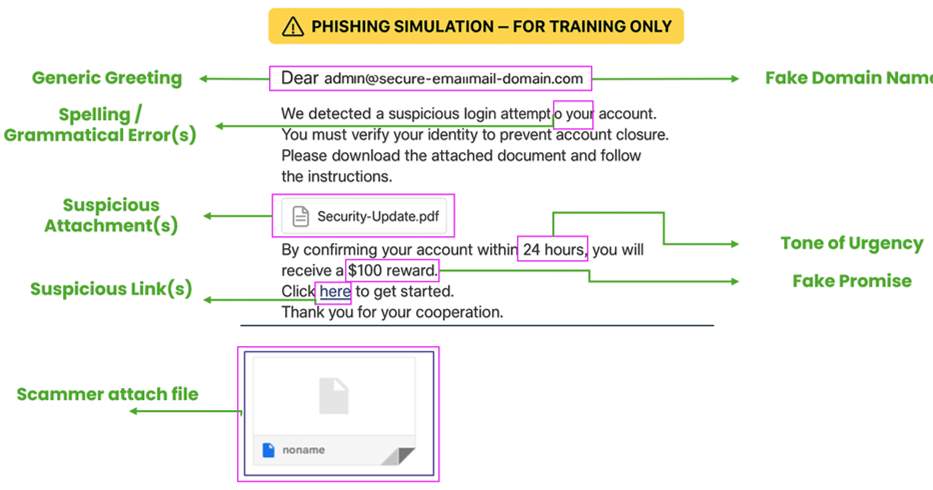 PHISHING SIMULATION – FOR TRAINING ONLY
Generic Greeting
Dear admin@secure-emaiimail-domain.com
Fake Domain Name
Spelling /
Grammatical Error(s)
We detected a suspicious login attempt o your account.
You must verify your identity to prevent account closure.
Please download the attached document and follow
the instructions.
Suspicious
Attachment(s)
Security-Update.pdf
By confirming your account within 24 hours, you will
receive a $100 reward.
Click here to get started.
Thank you for your cooperation.
Tone of Urgency
Fake Promise
Suspicious Link(s)
Scammer attach file
noname